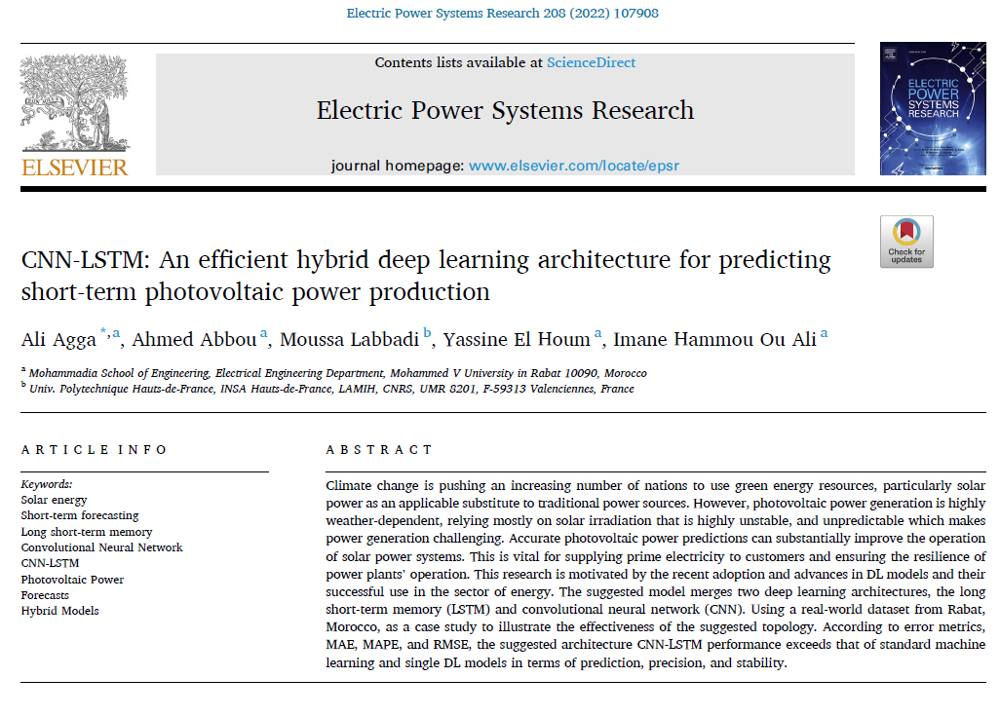 Electric Power Systems Research 208 (2022) 107908
Contents lists available at ScienceDirect
Electric Power Systems Research
journal homepage: www.elsevier.com/locate/epsr
ELSEVIER
ELECTRIC
POWER
SYSTEMS
RESEARCH
Check for
updates
CNN-LSTM: An efficient hybrid deep learning architecture for predicting
short-term photovoltaic power production
Ali Agga *,a, Ahmed Abbou a, Moussa Labbadi b, Yassine El Houm a, Imane Hammou Ou Ali a
a Mohammadia School of Engineering, Electrical Engineering Department, Mohammed V University in Rabat 10090, Morocco
b Univ. Polytechnique Hauts-de-France, INSA Hauts-de-France, LAMIH, CNRS, UMR 8201, F-59313 Valenciennes, France
ARTICLE INFO
Keywords:
Solar energy
Short-term forecasting
Long short-term memory
Convolutional Neural Network
CNN-LSTM
Photovoltaic Power
Forecasts
Hybrid Models
ABSTRACT
Climate change is pushing an increasing number of nations to use green energy resources, particularly solar
power as an applicable substitute to traditional power sources. However, photovoltaic power generation is highly
weather-dependent, relying mostly on solar irradiation that is highly unstable, and unpredictable which makes
power generation challenging. Accurate photovoltaic power predictions can substantially improve the operation
of solar power systems. This is vital for supplying prime electricity to customers and ensuring the resilience of
power plants' operation. This research is motivated by the recent adoption and advances in DL models and their
successful use in the sector of energy. The suggested model merges two deep learning architectures, the long
short-term memory (LSTM) and convolutional neural network (CNN). Using a real-world dataset from Rabat,
Morocco, as a case study to illustrate the effectiveness of the suggested topology. According to error metrics,
MAE, MAPE, and RMSE, the suggested architecture CNN-LSTM performance exceeds that of standard machine
learning and single DL models in terms of prediction, precision, and stability.